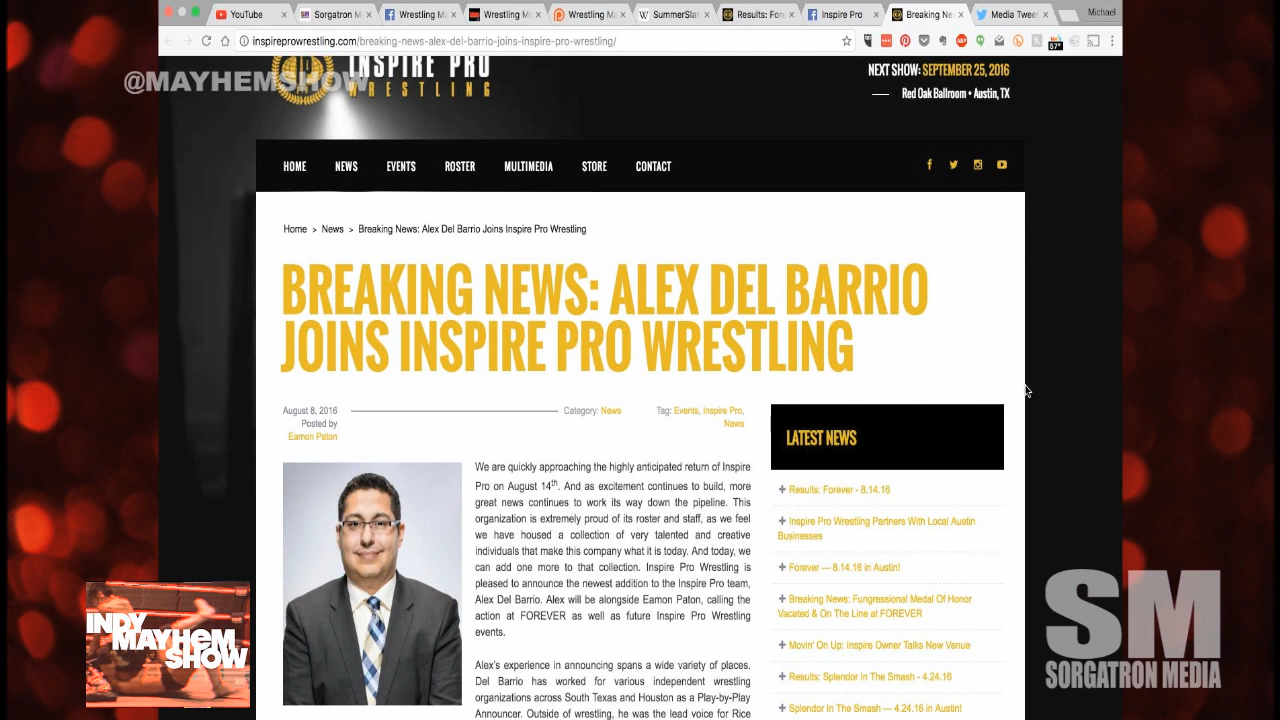 YouTube
Sorgatron M
Wrestling Ma
Wrestling Ma
Wrestling Ma
SummerSlam
Results: Fore
Inspire Pro
Breaking Ne
Media Tweet
Michael
inspireprowrestling.com/breaking-news-alex-del-barrio-joins-inspire-pro-wrestling/
57°
@MAYHEMSHOW
INSPIRE PRO
WRESTLING
NEXT SHOW: SEPTEMBER 25, 2016
Red Oak Ballroom • Austin, TX
HOME NEWS EVENTS ROSTER MULTIMEDIA STORE CONTACT
Home > News > Breaking News: Alex Del Barrio Joins Inspire Pro Wrestling
BREAKING NEWS: ALEX DEL BARRIO
JOINS INSPIRE PRO WRESTLING
August 8, 2016
Posted by
Eamon Paton
Category: News
Tag: Events, Inspire Pro,
News
We are quickly approaching the highly anticipated return of Inspire
Pro on August 14th. And as excitement continues to build, more
great news continues to work its way down the pipeline. This
organization is extremely proud of its roster and staff, as we feel
we have housed a collection of very talented and creative
individuals that make this company what it is today. And today, we
can add one more to that collection. Inspire Pro Wrestling is
pleased to announce the newest addition to the Inspire Pro team,
Alex Del Barrio. Alex will be alongside Eamon Paton, calling the
action at FOREVER as well as future Inspire Pro Wrestling
events.
Alex's experience in announcing spans a wide variety of places.
Del Barrio has worked for various independent wrestling
organizations across South Texas and Houston as a Play-by-Play
Announcer. Outside of wrestling, he was the lead voice for Rice
LATEST NEWS
Results: Forever - 8.14.16
Inspire Pro Wrestling Partners With Local Austin
Businesses
Forever — 8.14.16 in Austin!
Breaking News: Fungressional Medal Of Honor
Vacated & On The Line at FOREVER
Movin' On Up: Inspire Owner Talks New Venue
Results: Splendor In The Smash - 4.24.16
Splendor In The Smash — 4.24.16 in Austin!
INDY
MAYHEM
SHOW
SM
SORGATRON MEDIA